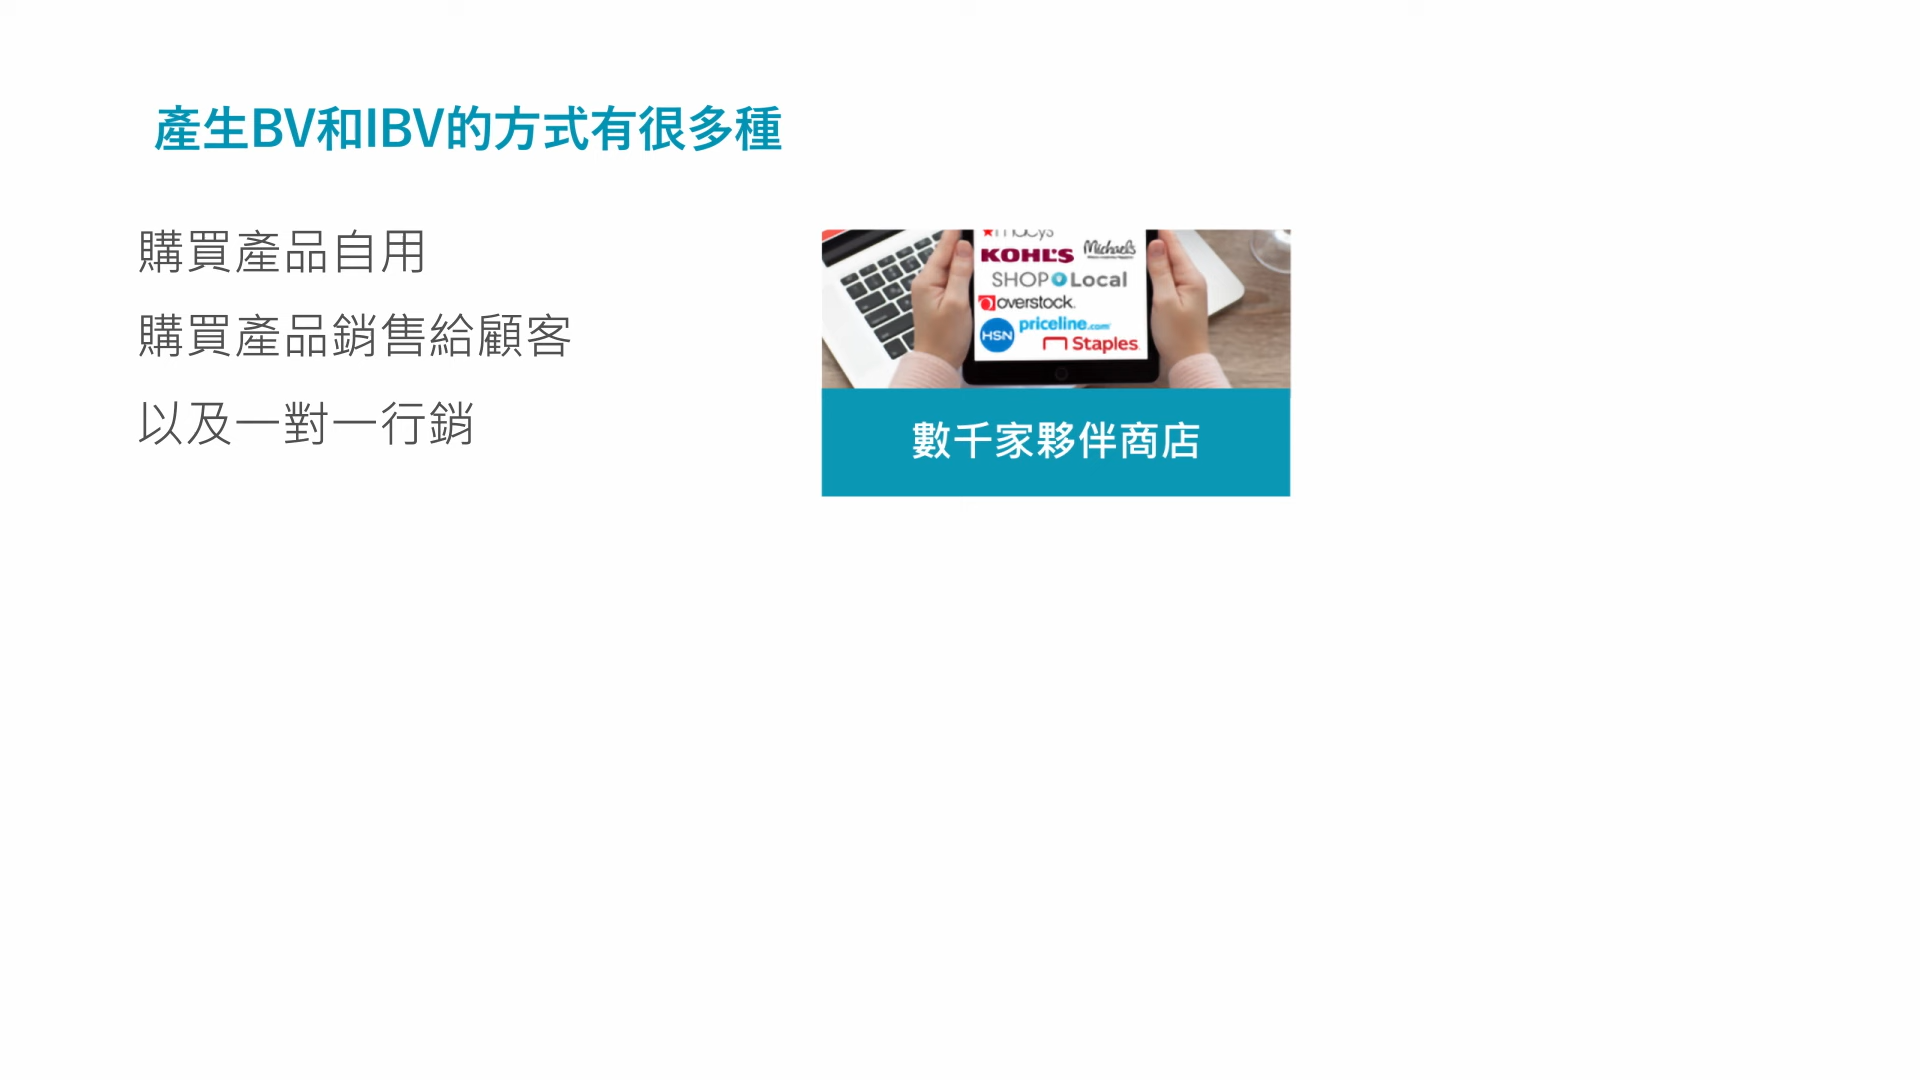 產生BV和IBV的方式有很多種
購買產品自用
購買產品銷售給顧客
以及一對一行銷
macys
KOHL'S Michaels
SHOP Local
overstock.
priceline.com
HSN
Staples
數千家夥伴商店